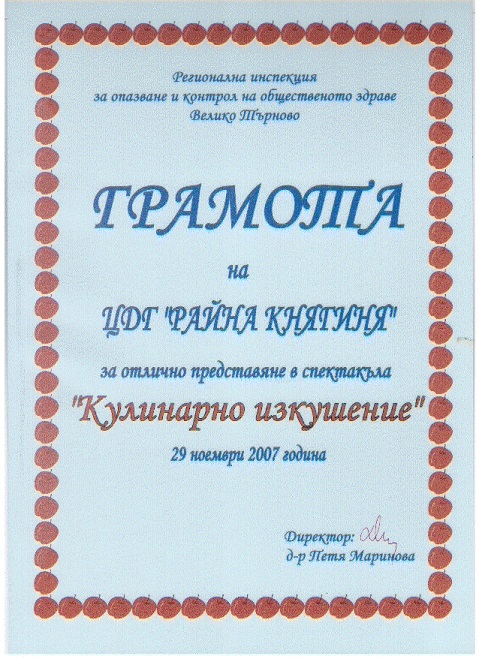 Регионална инспекция
за опазване и контрол на общественото здраве
Велико Търново
ГРАМОТА
на
ЦДГ "РАЙНА КНЯГИНЯ"
за отлично представяне в спектакъла
"Кулинарно изкушение"
29 ноември 2007 година
Директор:
д-р Петя Маринова